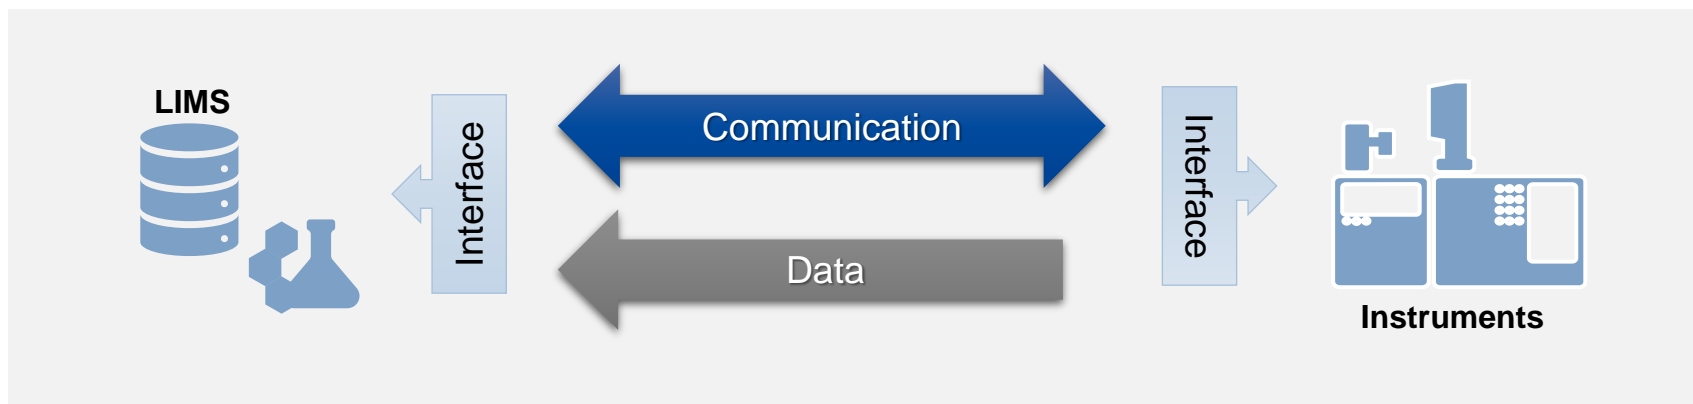 LIMS
Interface
Communication
Data
Interface
Instruments